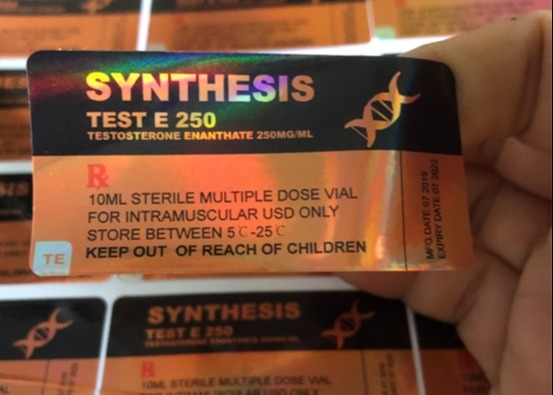 SYNTHESIS
TEST E 250
TESTOSTERONE ENANTHATE 250MG/ML
R
10ML STERILE MULTIPLE DOSE VIAL
FOR INTRAMUSCULAR USD ONLY
STORE BETWEEN 5℃-25℃
KEEP OUT OF REACH OF CHILDREN
TE
MFG DATE:07 2019
EXPIRY DATE:07 2022
SIS
SYNTHESIS
TEST E 250
R
10ML STERILE MULTIPLE DOSE VIAL